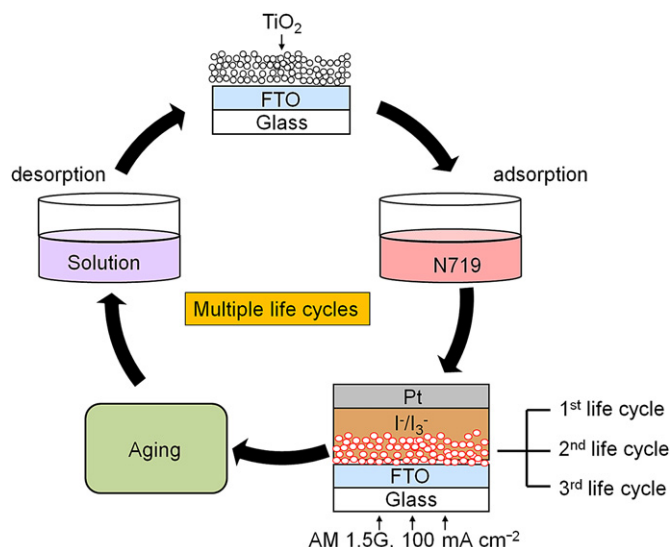 TiO₂
FTO
Glass
desorption
adsorption
Solution
N719
Multiple life cycles
Pt
I⁻/I₃⁻
FTO
Glass
1ˢᵗ life cycle
2ⁿᵈ life cycle
3ʳᵈ life cycle
Aging
AM 1.5G, 100 mA cm⁻²